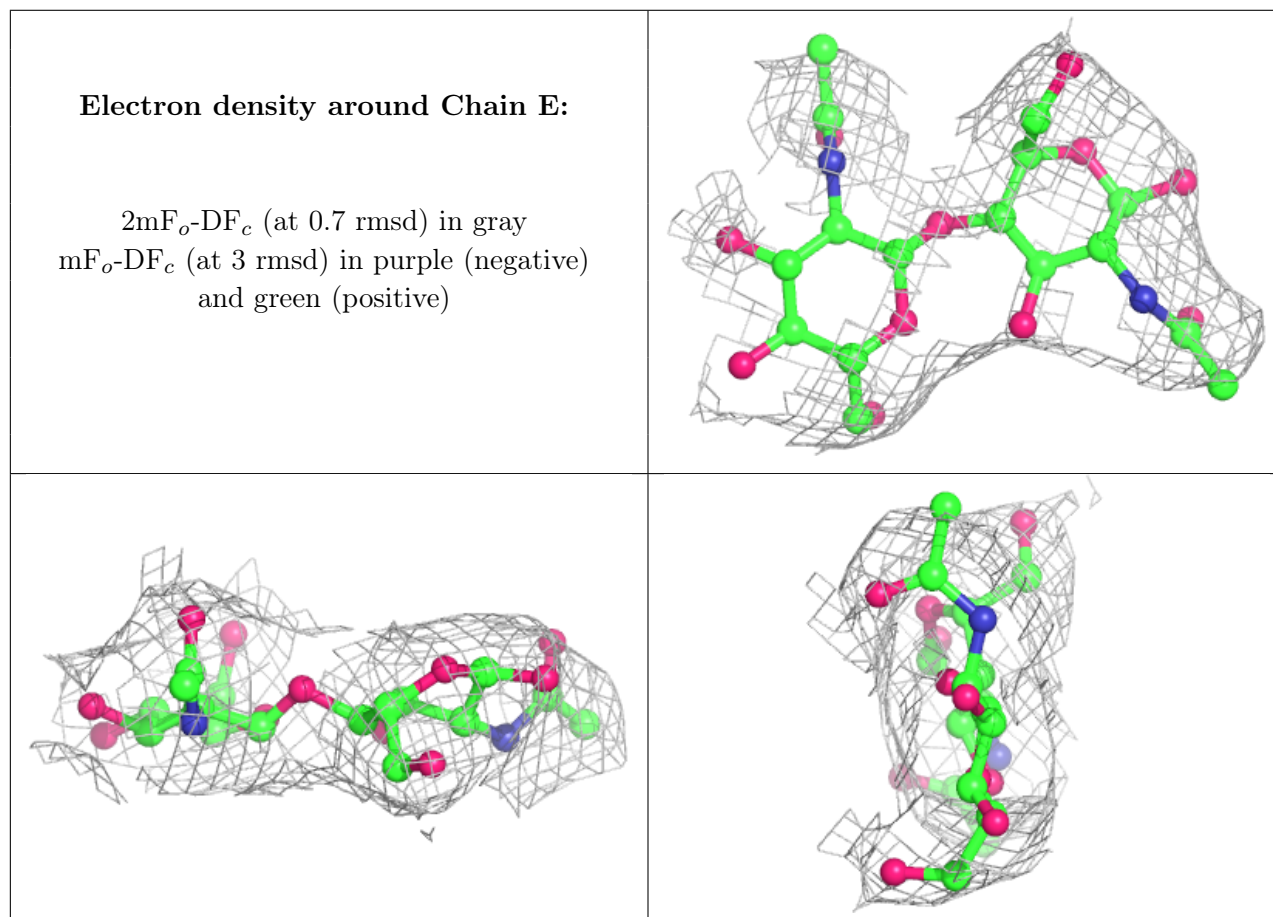 Electron density around Chain E:
2mFo-DFc (at 0.7 rmsd) in gray
mFo-DFc (at 3 rmsd) in purple (negative)
and green (positive)